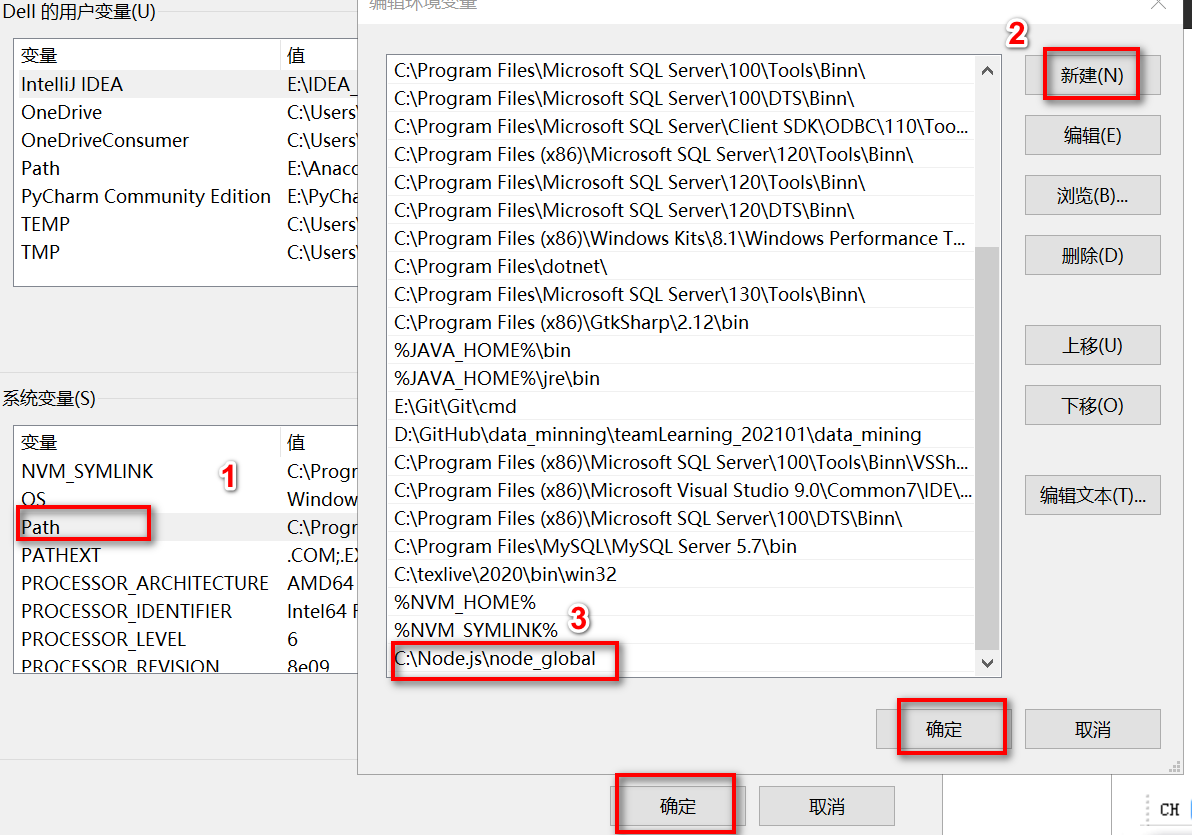 Dell 的用户变量(U)
变量 值
IntelliJ IDEA E:\IDEA_
OneDrive C:\Users\
OneDriveConsumer C:\Users\
Path E:\Anaco
PyCharm Community Edition E:\PyCha
TEMP C:\Users\
TMP C:\Users\
系统变量(S)
变量 值
NVM_SYMLINK C:\Progr
1
OS Window
Path C:\Progr
PATHEXT .COM;.EX
PROCESSOR_ARCHITECTURE AMD64
PROCESSOR_IDENTIFIER Intel64 F
PROCESSOR_LEVEL 6
PROCESSOR_REVISION 8e09
编辑环境变量
C:\Program Files\Microsoft SQL Server\100\Tools\Binn\
C:\Program Files\Microsoft SQL Server\100\DTS\Binn\
C:\Program Files\Microsoft SQL Server\Client SDK\ODBC\110\Too...
C:\Program Files (x86)\Microsoft SQL Server\120\Tools\Binn\
C:\Program Files\Microsoft SQL Server\120\Tools\Binn\
C:\Program Files\Microsoft SQL Server\120\DTS\Binn\
C:\Program Files (x86)\Windows Kits\8.1\Windows Performance T...
C:\Program Files\dotnet\
C:\Program Files\Microsoft SQL Server\130\Tools\Binn\
C:\Program Files (x86)\GtkSharp\2.12\bin
%JAVA_HOME%\bin
%JAVA_HOME%\jre\bin
E:\Git\Git\cmd
D:\GitHub\data_minning\teamLearning_202101\data_mining
C:\Program Files (x86)\Microsoft SQL Server\100\Tools\Binn\VSSh...
C:\Program Files (x86)\Microsoft Visual Studio 9.0\Common7\IDE\...
C:\Program Files (x86)\Microsoft SQL Server\100\DTS\Binn\
C:\Program Files\MySQL\MySQL Server 5.7\bin
C:\texlive\2020\bin\win32
%NVM_HOME%
%NVM_SYMLINK%
3
C:\Node.js\node_global
2
新建(N)
编辑(E)
浏览(B)...
删除(D)
上移(U)
下移(O)
编辑文本(T)...
确定 取消
确定 取消
CH